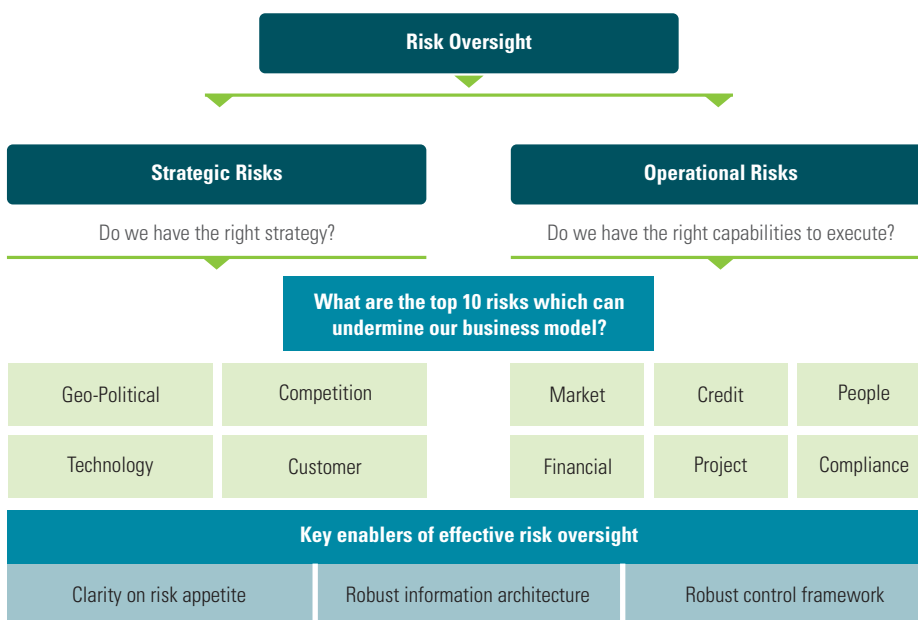 Risk Oversight
Strategic Risks
Operational Risks
Do we have the right strategy?
Do we have the right capabilities to execute?
What are the top 10 risks which can
undermine our business model?
Geo-Political
Competition
Market
Credit
People
Technology
Customer
Financial
Project
Compliance
Key enablers of effective risk oversight
Clarity on risk appetite
Robust information architecture
Robust control framework